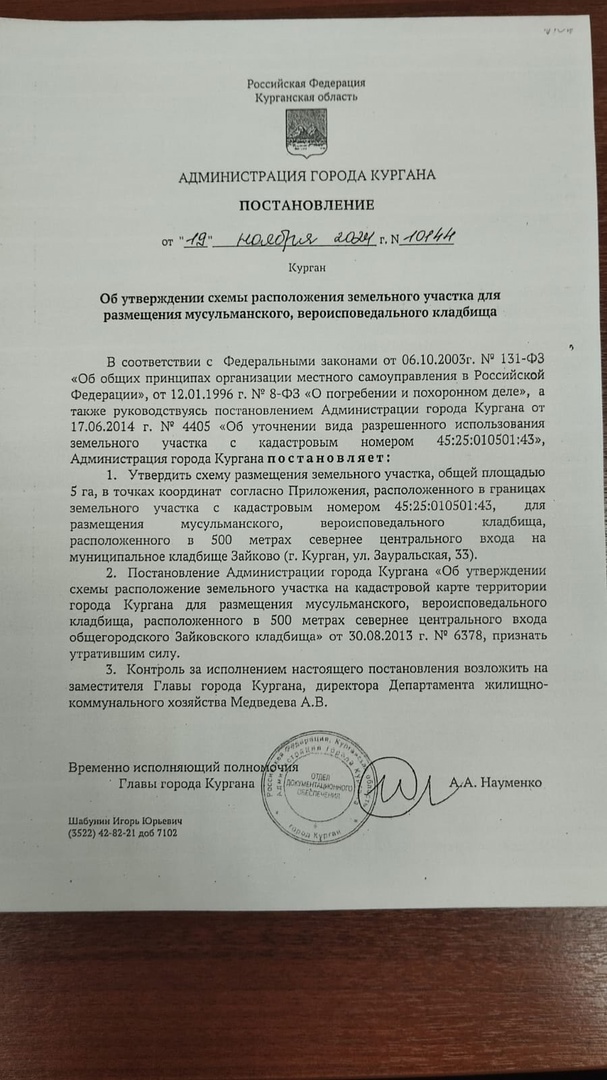 Российская Федерация
Курганская область
АДМИНИСТРАЦИЯ ГОРОДА КУРГАНА
ПОСТАНОВЛЕНИЕ
от "19" ноября 2024 г. N 10144
Курган
Об утверждении схемы расположения земельного участка для
размещения мусульманского, вероисповедального кладбища
В соответствии с Федеральными законами от 06.10.2003г. № 131-ФЗ
«Об общих принципах организации местного самоуправления в Российской
Федерации», от 12.01.1996 г. № 8-ФЗ «О погребении и похоронном деле», а
также руководствуясь постановлением Администрации города Кургана от
17.06.2014 г. № 4405 «Об уточнении вида разрешенного использования
земельного участка с кадастровым номером 45:25:010501:43»,
Администрация города Кургана постановляет:
1. Утвердить схему размещения земельного участка, общей площадью
5 га, в точках координат согласно Приложения, расположенного в границах
земельного участка с кадастровым номером 45:25:010501:43, для
размещения мусульманского, вероисповедального кладбища,
расположенного в 500 метрах севернее центрального входа на
муниципальное кладбище Зайково (г. Курган, ул. Зауральская, 33).
2. Постановление Администрации города Кургана «Об утверждении
схемы расположение земельного участка на кадастровой карте территории
города Кургана для размещения мусульманского, вероисповедального
кладбища, расположенного в 500 метрах севернее центрального входа
общегородского Зайковского кладбища» от 30.08.2013 г. № 6378, признать
утратившим силу.
3. Контроль за исполнением настоящего постановления возложить на
заместителя Главы города Кургана, директора Департамента жилищно-
коммунального хозяйства Медведева А.В.
Временно исполняющий полномочия
Главы города Кургана А.А. Науменко
Российская Федерация, Курганская область
Администрация города Кургана
ОТДЕЛ
ДОКУМЕНТАЦИОННОГО
ОБЕСПЕЧЕНИЯ
город Курган
Шабунин Игорь Юрьевич
(3522) 42-82-21 доб 7102